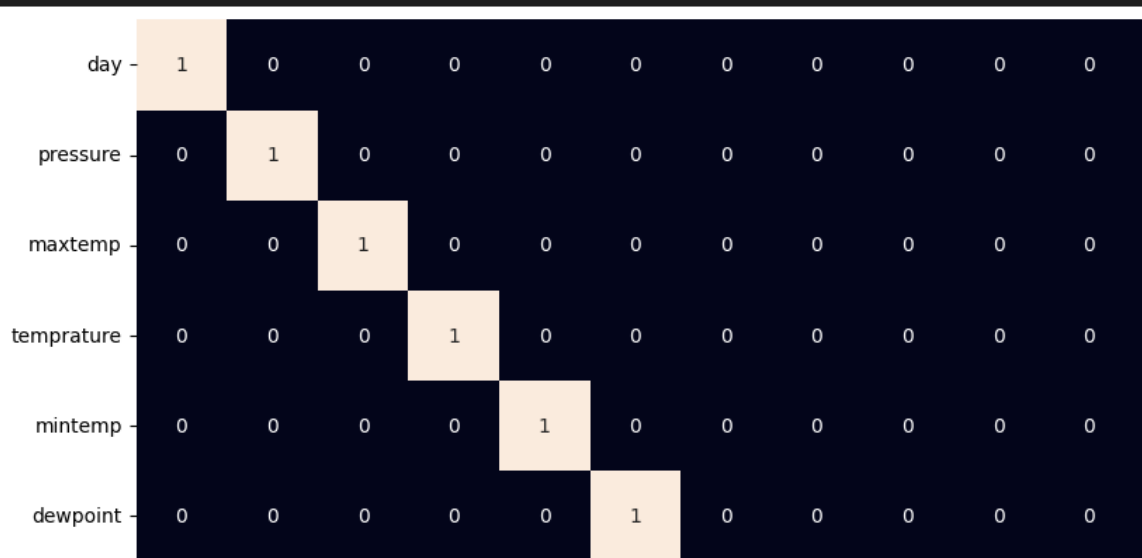 day 1 0 0 0 0 0 0 0 0 0 0
pressure 0 1 0 0 0 0 0 0 0 0 0
maxtemp 0 0 1 0 0 0 0 0 0 0 0
temprature 0 0 0 1 0 0 0 0 0 0 0
mintemp 0 0 0 0 1 0 0 0 0 0 0
dewpoint 0 0 0 0 0 1 0 0 0 0 0